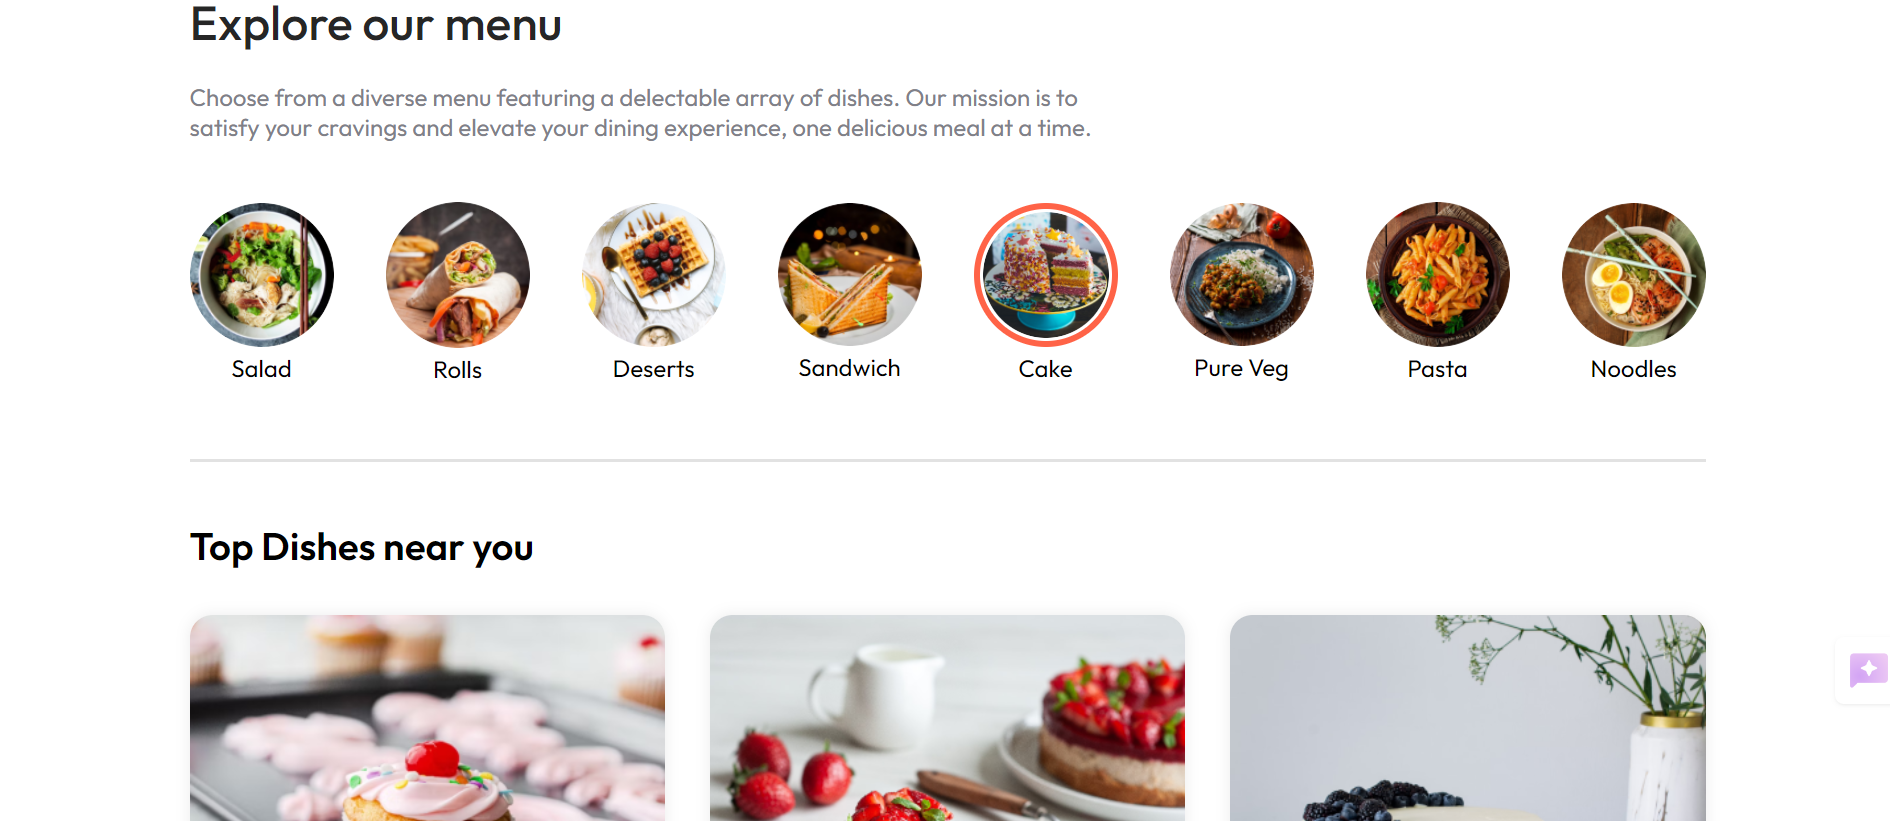 Explore our menu
Choose from a diverse menu featuring a delectable array of dishes. Our mission is to
satisfy your cravings and elevate your dining experience, one delicious meal at a time.
Salad
Rolls
Deserts
Sandwich
Cake
Pure Veg
Pasta
Noodles
Top Dishes near you